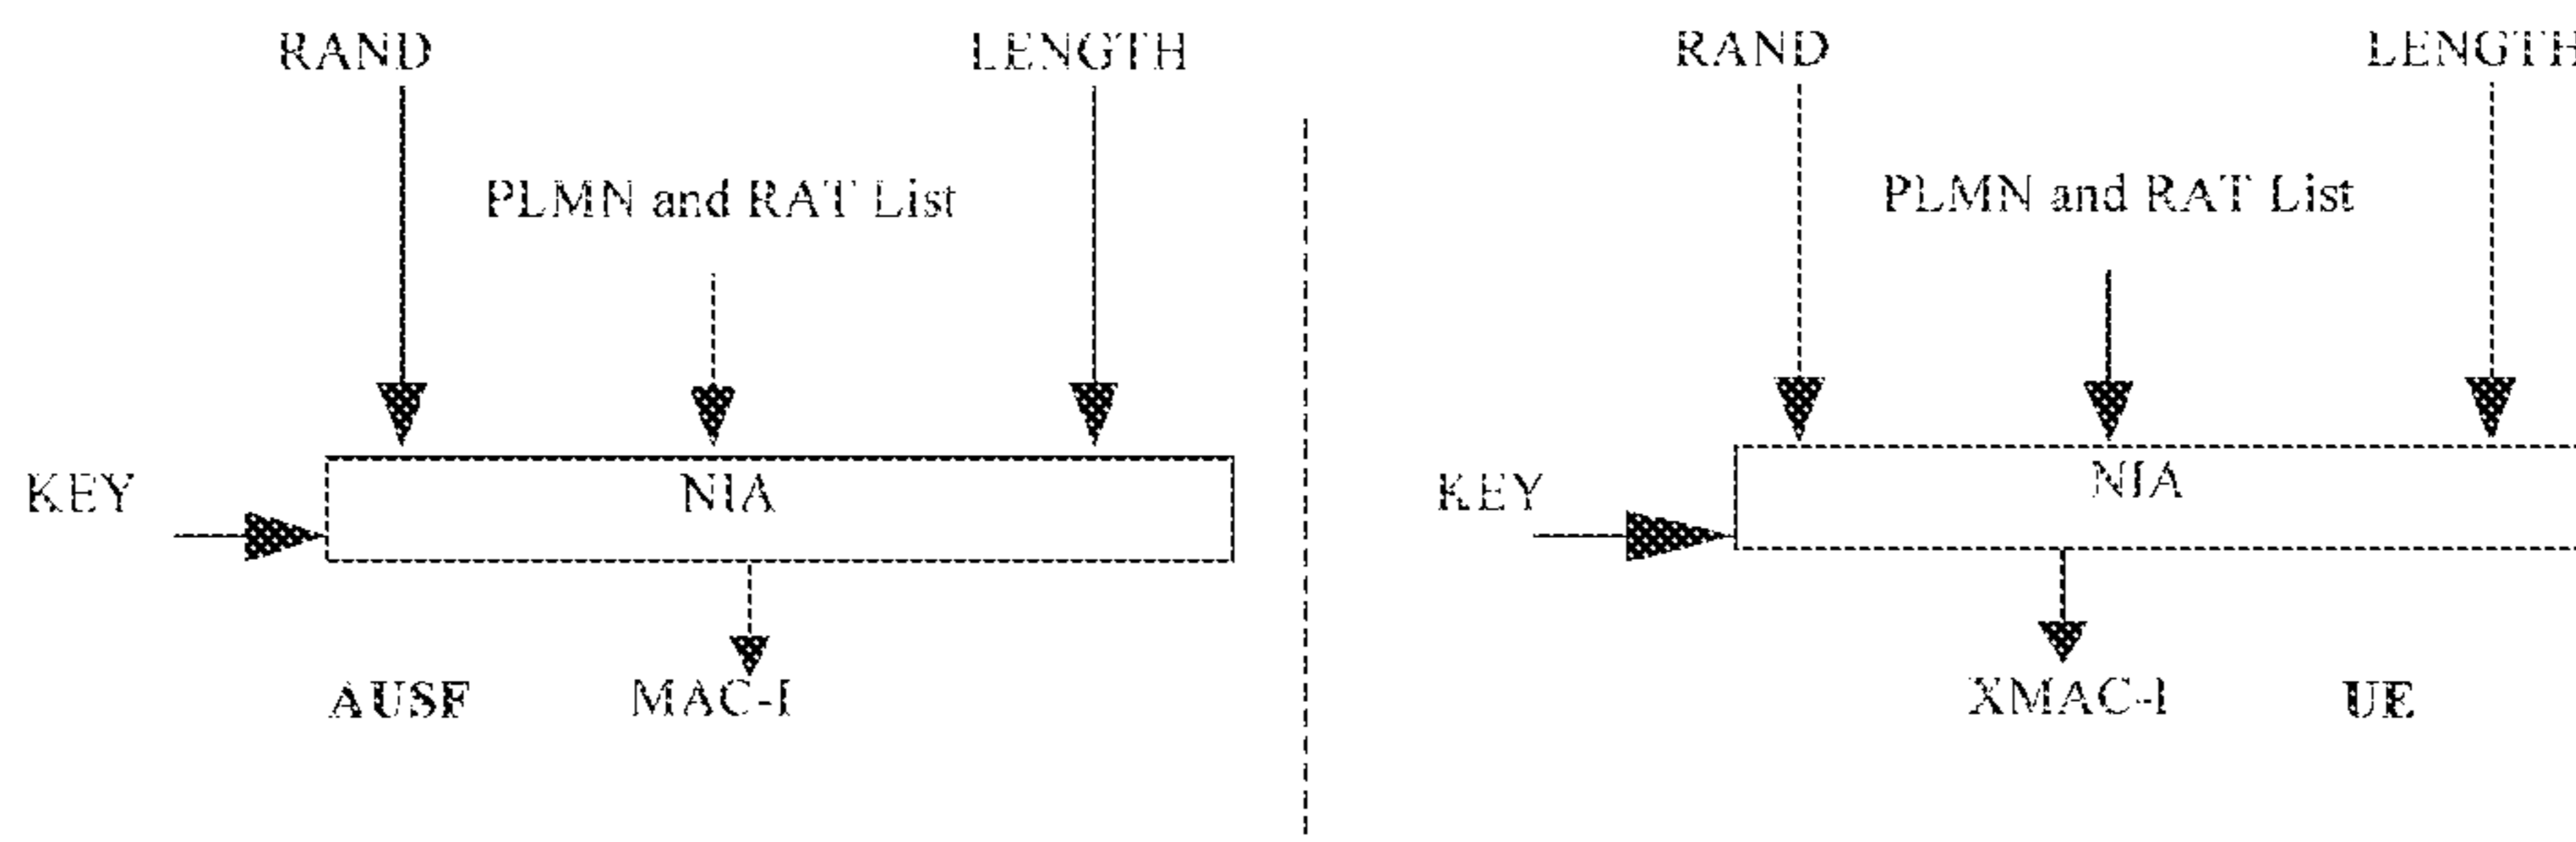 RAND LENGTH
PLMN and RAT List
KEY
NIA
AUSF MAC-I
RAND LENGTH
PLMN and RAT List
KEY
NIA
XMAC-I UE